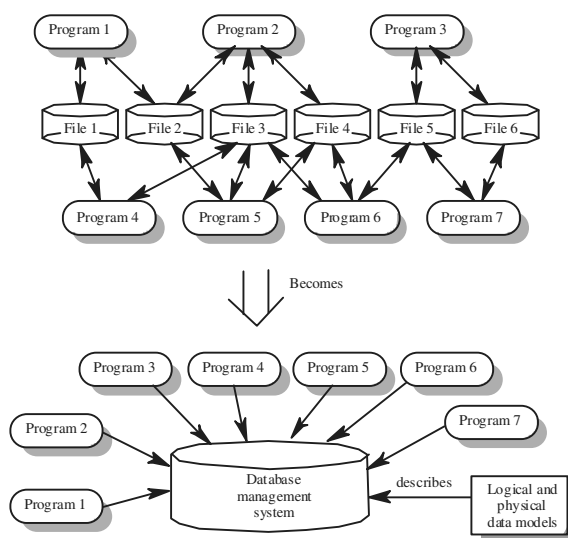 Program 1
Program 2
Program 3
File 1
File 2
File 3
File 4
File 5
File 6
Program 4
Program 5
Program 6
Program 7
Becomes
Program 3
Program 4
Program 5
Program 6
Program 2
Program 7
Program 1
Database
management
system
describes
Logical and
physical
data models